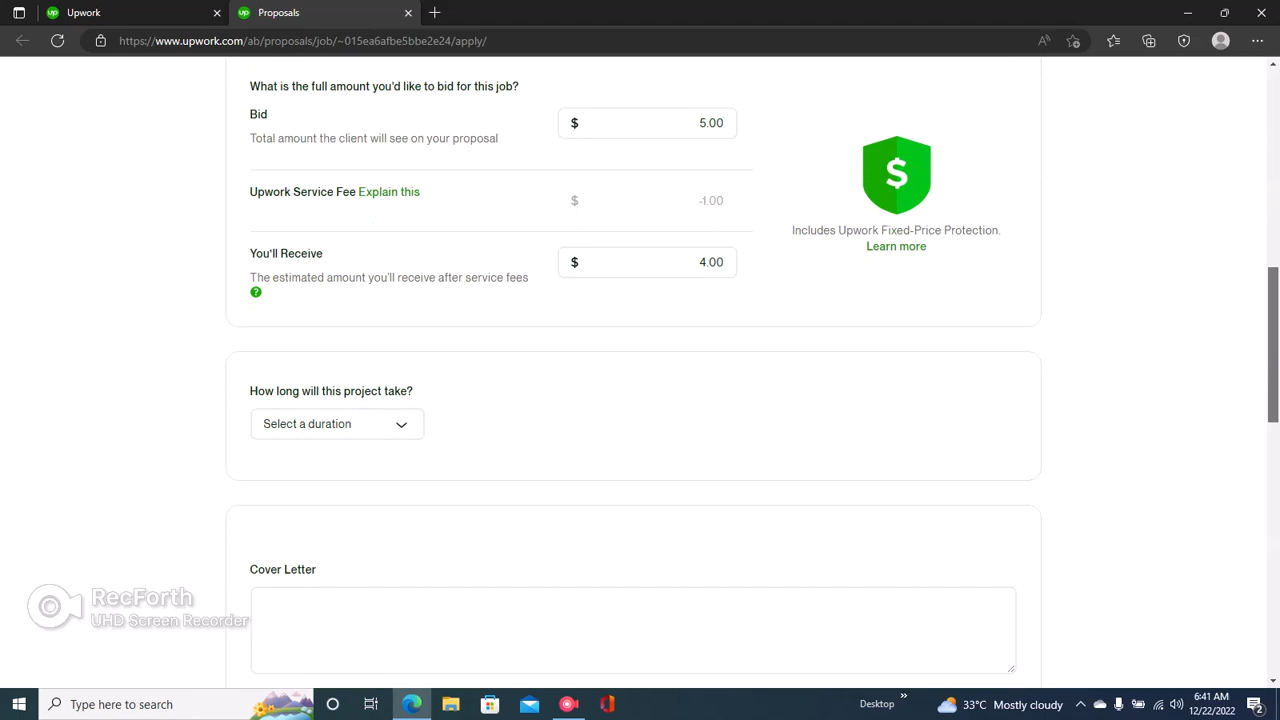 up Upwork
up Proposals
https://www.upwork.com/ab/proposals/job/~015ea6afbe5bbe2e24/apply/
What is the full amount you'd like to bid for this job?
Bid
$ 5.00
Total amount the client will see on your proposal
Upwork Service Fee Explain this
$ -1.00
$
Includes Upwork Fixed-Price Protection.
Learn more
You'll Receive
$ 4.00
The estimated amount you'll receive after service fees
?
How long will this project take?
Select a duration
Cover Letter
RecForth
UHD Screen Recorder
Type here to search
Desktop
33°C Mostly cloudy
6:41 AM
12/22/2022
2